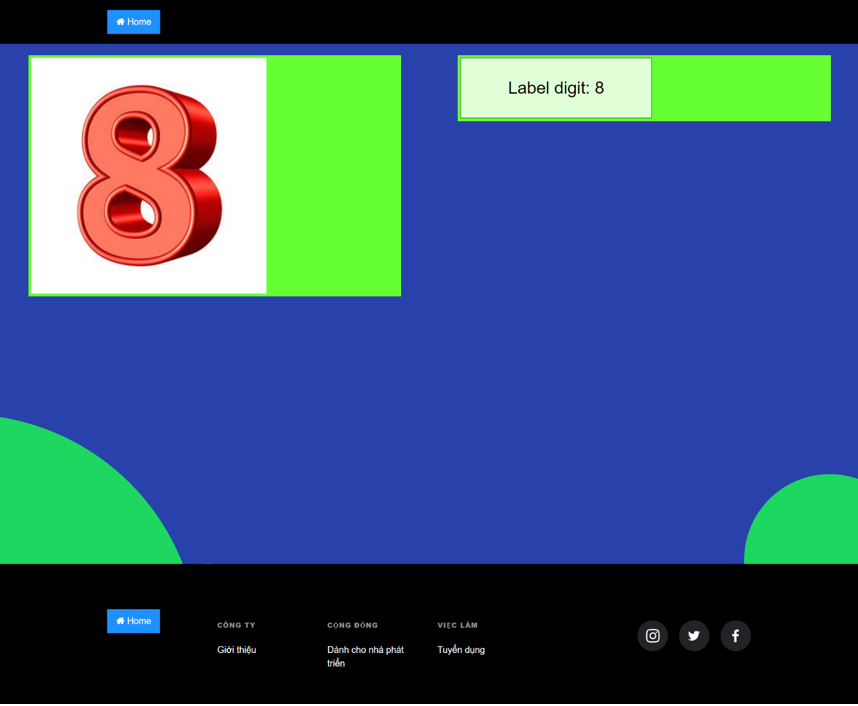 Home
8
Label digit: 8
Home
CÔNG TY
Giới thiệu
CỘNG ĐỒNG
Dành cho nhà phát
triển
VIỆC LÀM
Tuyển dụng